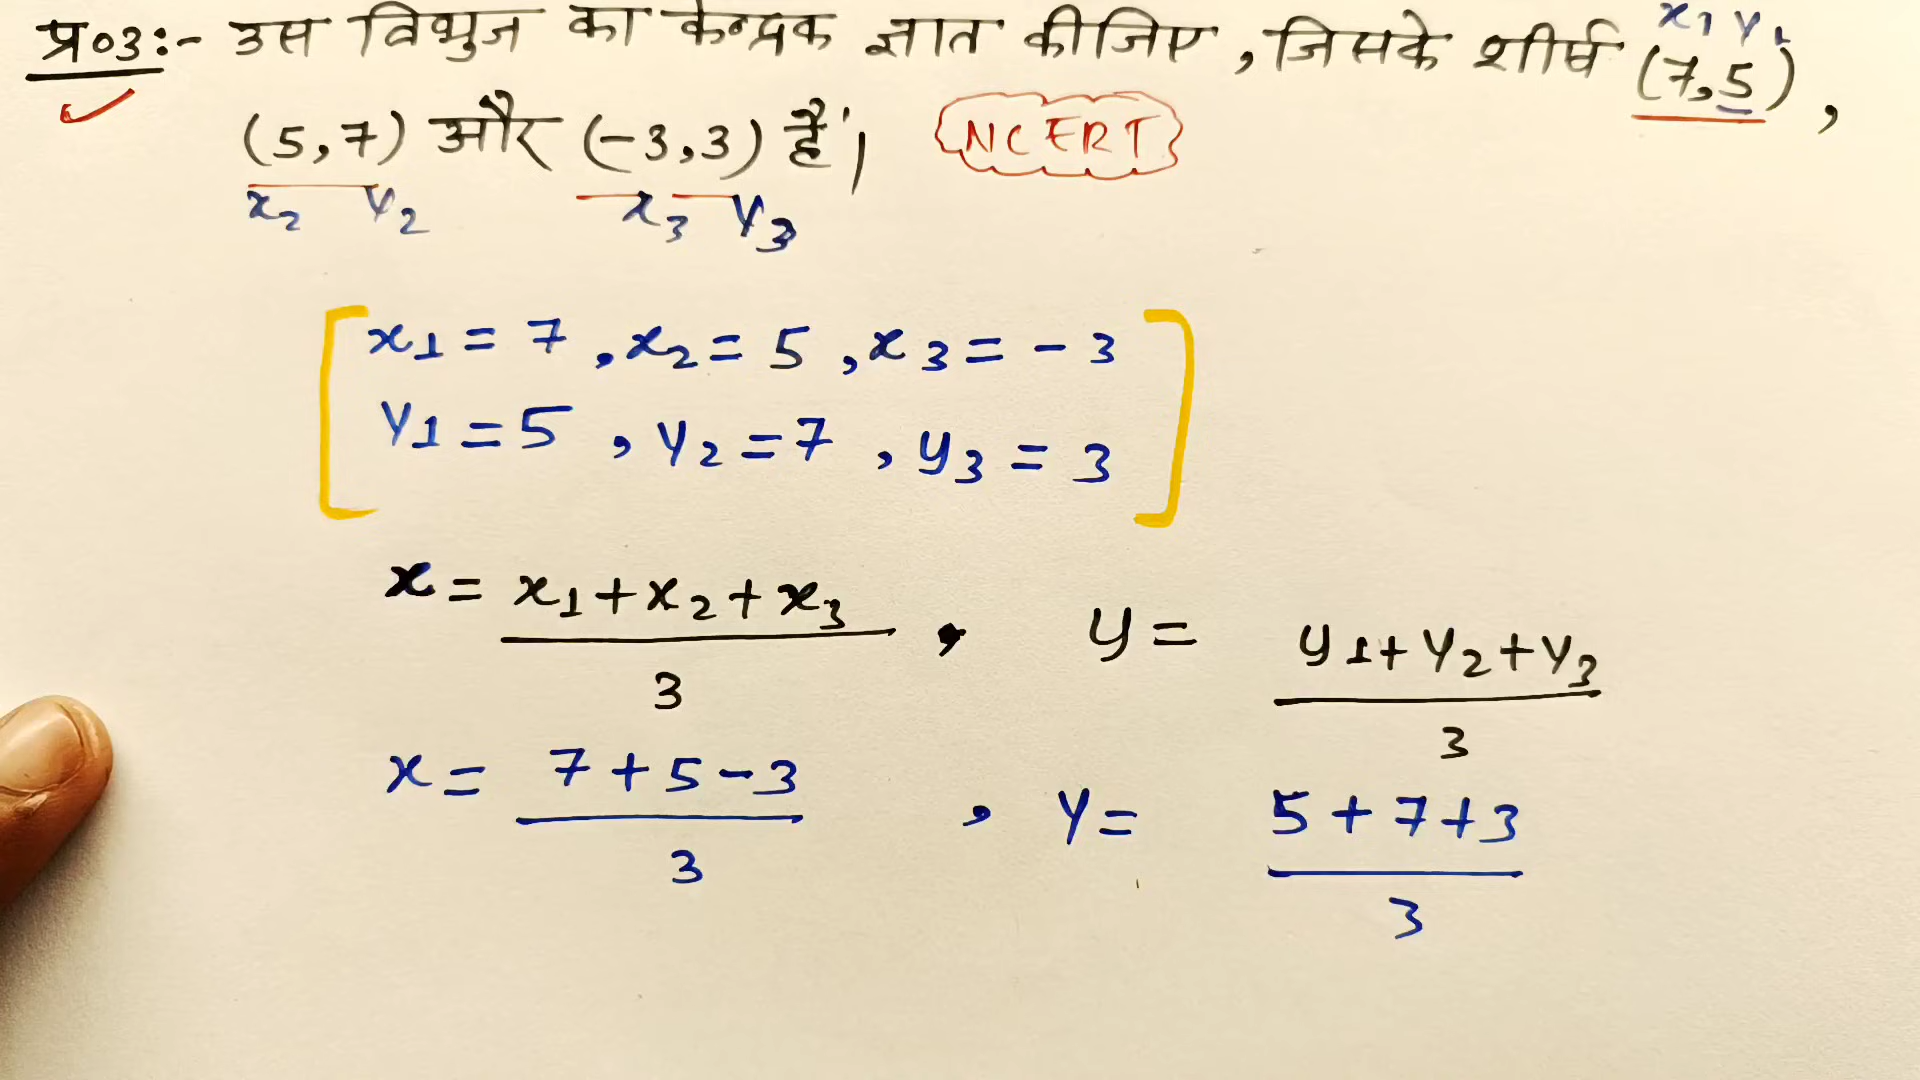 प्र०3:- उस त्रिभुज का केन्द्रक ज्ञात कीजिए, जिसके शीर्ष (7,5),
x1 y1
(5,7) और (-3,3) हैं। NCERT
x2 y2 x3 y3
x1 = 7, x2 = 5, x3 = -3
y1 = 5, y2 = 7, y3 = 3
x = x1+x2+x3 / 3, y = y1+y2+y3 / 3
x = 7+5-3 / 3, y = 5+7+3 / 3